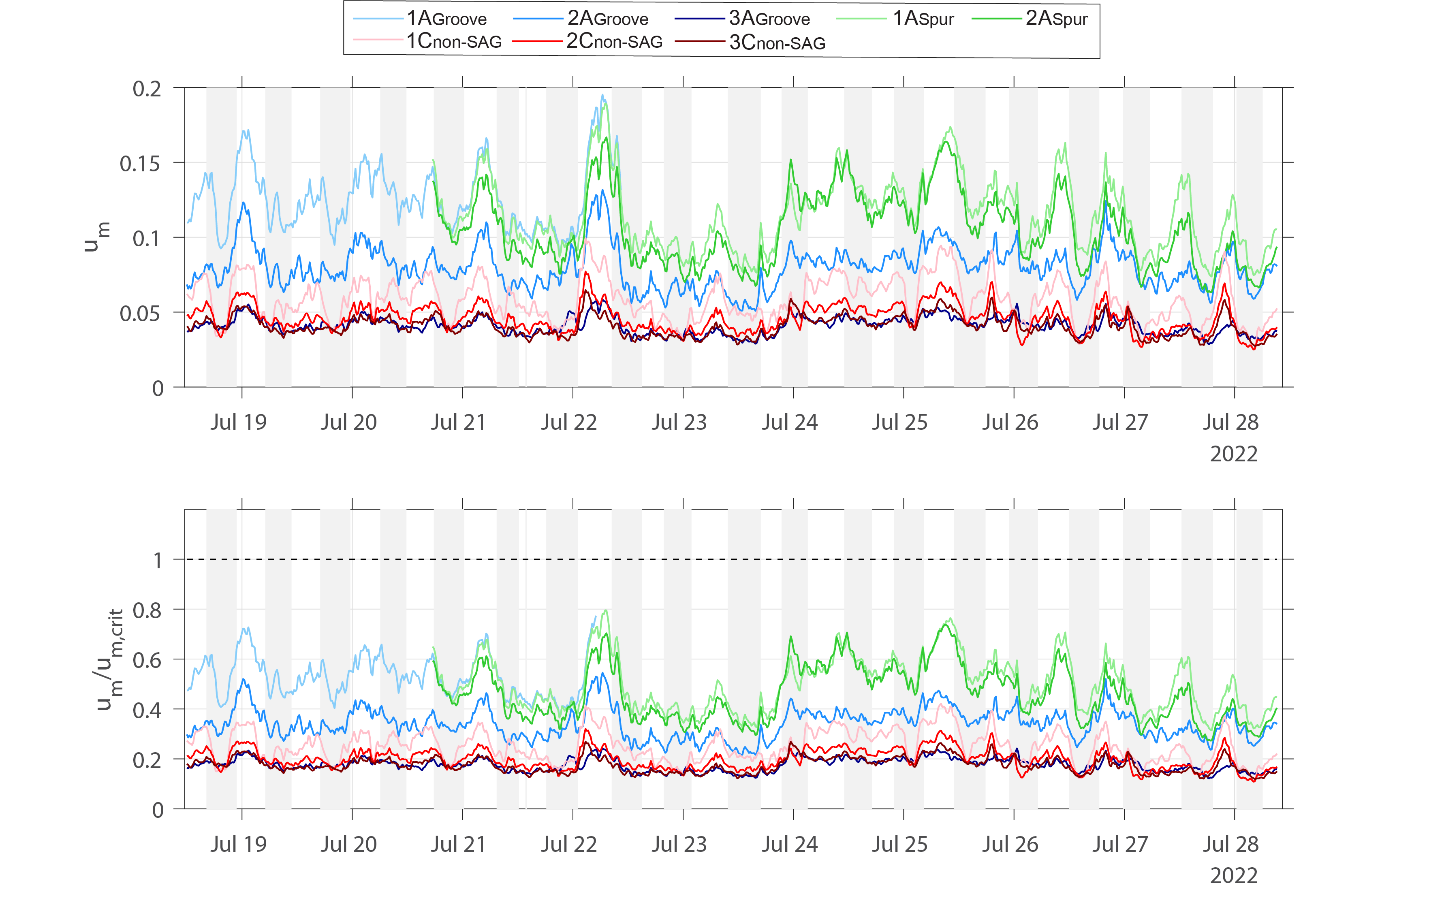 1AGroove 2AGroove 3AGroove 1ASpur 2ASpur
1Cnon-SAG 2Cnon-SAG 3Cnon-SAG
0.2
0.15
0.1
0.05
0
um
Jul 19 Jul 20 Jul 21 Jul 22 Jul 23 Jul 24 Jul 25 Jul 26 Jul 27 Jul 28
2022
1
0.8
0.6
0.4
0.2
0
um/um,crit
Jul 19 Jul 20 Jul 21 Jul 22 Jul 23 Jul 24 Jul 25 Jul 26 Jul 27 Jul 28
2022